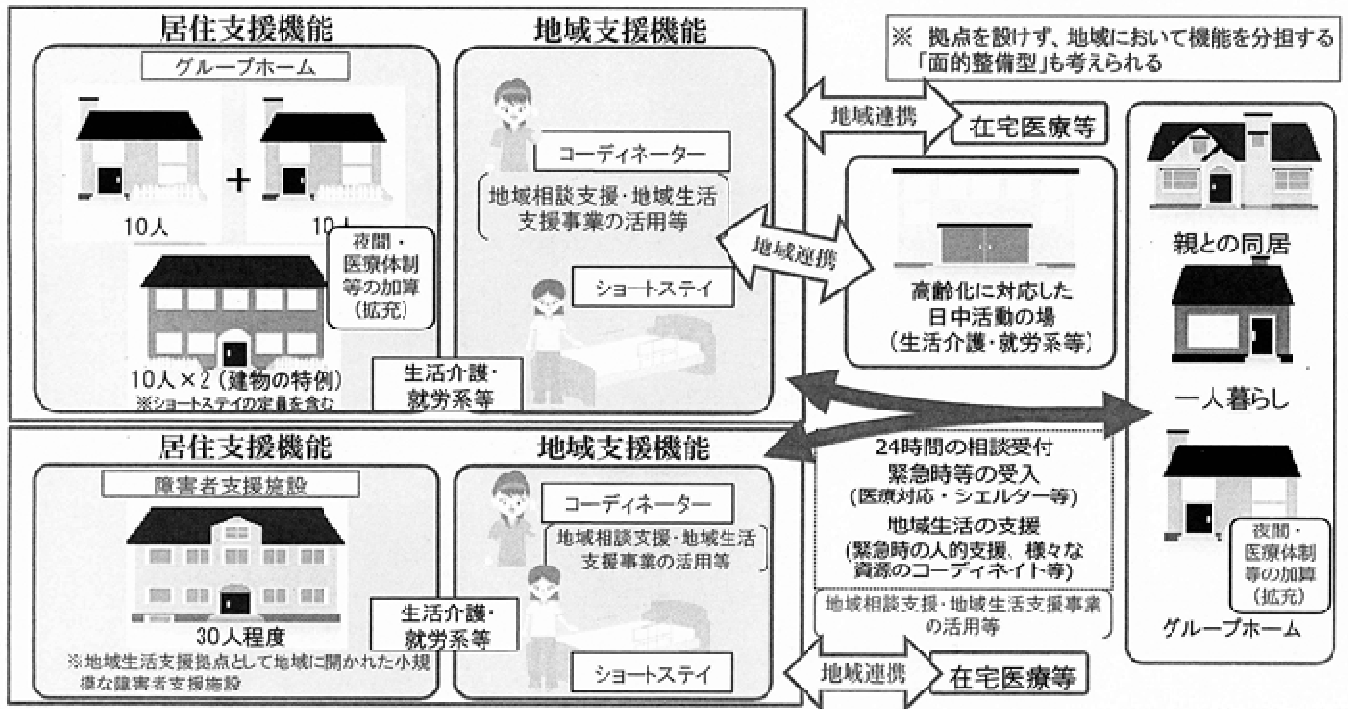 居住支援機能
グループホーム
10人
+
10人
夜間・
医療体制
等の加算
(拡充)
10人×2（建物の特例）
※ショートステイの定員を含む
地域支援機能
コーディネーター
地域相談支援・地域生活
支援事業の活用等
ショートステイ
生活介護・
就労系等
※ 拠点を設けず、地域において機能を分担する
「面的整備型」も考えられる
地域連携
在宅医療等
地域連携
高齢化に対応した
日中活動の場
(生活介護・就労系等)
親との同居
一人暮らし
夜間・
医療体制
等の加算
(拡充)
グループホーム
居住支援機能
障害者支援施設
30人程度
※地域生活支援拠点として地域に開かれた小規
模な障害者支援施設
地域支援機能
コーディネーター
地域相談支援・地域生活
支援事業の活用等
生活介護・
就労系等
ショートステイ
24時間の相談受付
緊急時等の受入
(医療対応・シェルター等)
地域生活の支援
(緊急時の人的支援、様々な
資源のコーディネイト等)
地域相談支援・地域生活支援事業
の活用等
地域連携
在宅医療等